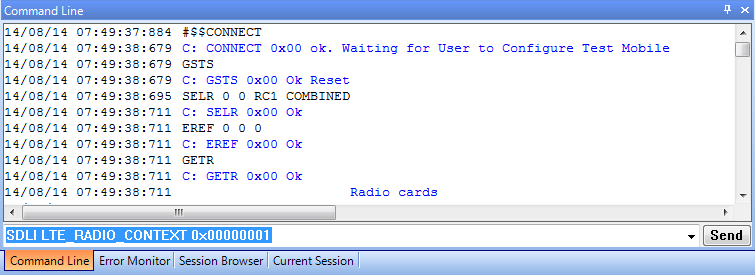 Command Line
14/08/14 07:49:37:884 #$$CONNECT
14/08/14 07:49:38:679 C: CONNECT 0x00 ok. Waiting for User to Configure Test Mobile
14/08/14 07:49:38:679 GSTS
14/08/14 07:49:38:679 C: GSTS 0x00 Ok Reset
14/08/14 07:49:38:695 SELR 0 0 RC1 COMBINED
14/08/14 07:49:38:711 C: SELR 0x00 Ok
14/08/14 07:49:38:711 EREF 0 0 0
14/08/14 07:49:38:711 C: EREF 0x00 Ok
14/08/14 07:49:38:711 GETR
14/08/14 07:49:38:711 C: GETR 0x00 Ok
14/08/14 07:49:38:711 Radio cards
SDLI LTE_RADIO_CONTEXT 0x00000001 Send
Command Line Error Monitor Session Browser Current Session